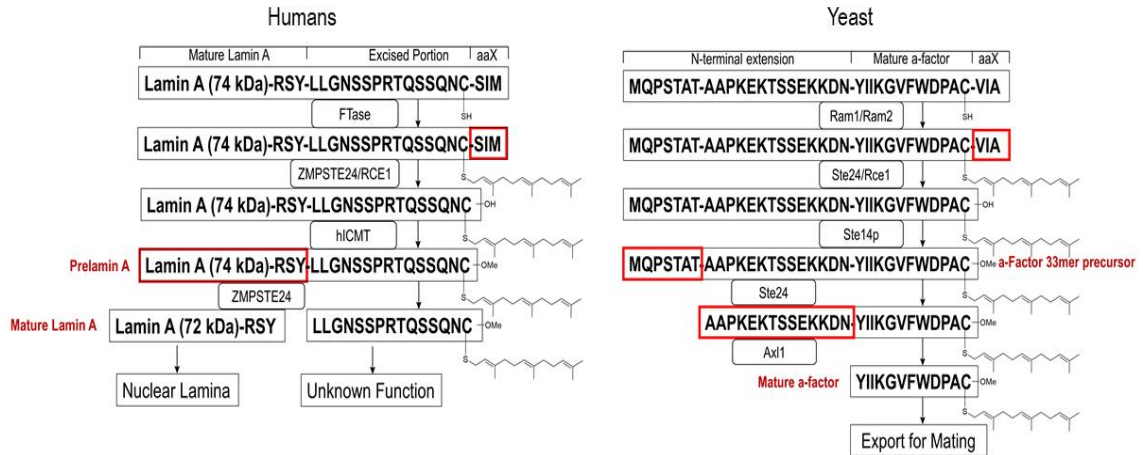 Humans
Mature Lamin A
Excised Portion
aaX
Lamin A (74 kDa)-RSY-LLGNSSPRTQSSQNC-SIM
SH
FTase
Lamin A (74 kDa)-RSY-LLGNSSPRTQSSQNC-SIM
S
ZMPSTE24/RCE1
Lamin A (74 kDa)-RSY-LLGNSSPRTQSSQNC
OH
S
hICMT
Prelamin A
Lamin A (74 kDa)-RSY-LLGNSSPRTQSSQNC
OMe
S
ZMPSTE24
Mature Lamin A
Lamin A (72 kDa)-RSY
LLGNSSPRTQSSQNC
OMe
S
Nuclear Lamina
Unknown Function
Yeast
N-terminal extension
Mature a-factor
aaX
MQPSTAT-AAPKEKTSSEKKDN-YIIKGVFWDPAC-VIA
SH
Ram1/Ram2
MQPSTAT-AAPKEKTSSEKKDN-YIIKGVFWDPAC-VIA
S
Ste24/Rce1
MQPSTAT-AAPKEKTSSEKKDN-YIIKGVFWDPAC
OH
S
Ste14p
MQPSTAT-AAPKEKTSSEKKDN-YIIKGVFWDPAC
OMe
a-Factor 33mer precursor
S
Ste24
AAPKEKTSSEKKDN-YIIKGVFWDPAC
OMe
S
Axl1
Mature a-factor
YIIKGVFWDPAC
OMe
S
Export for Mating